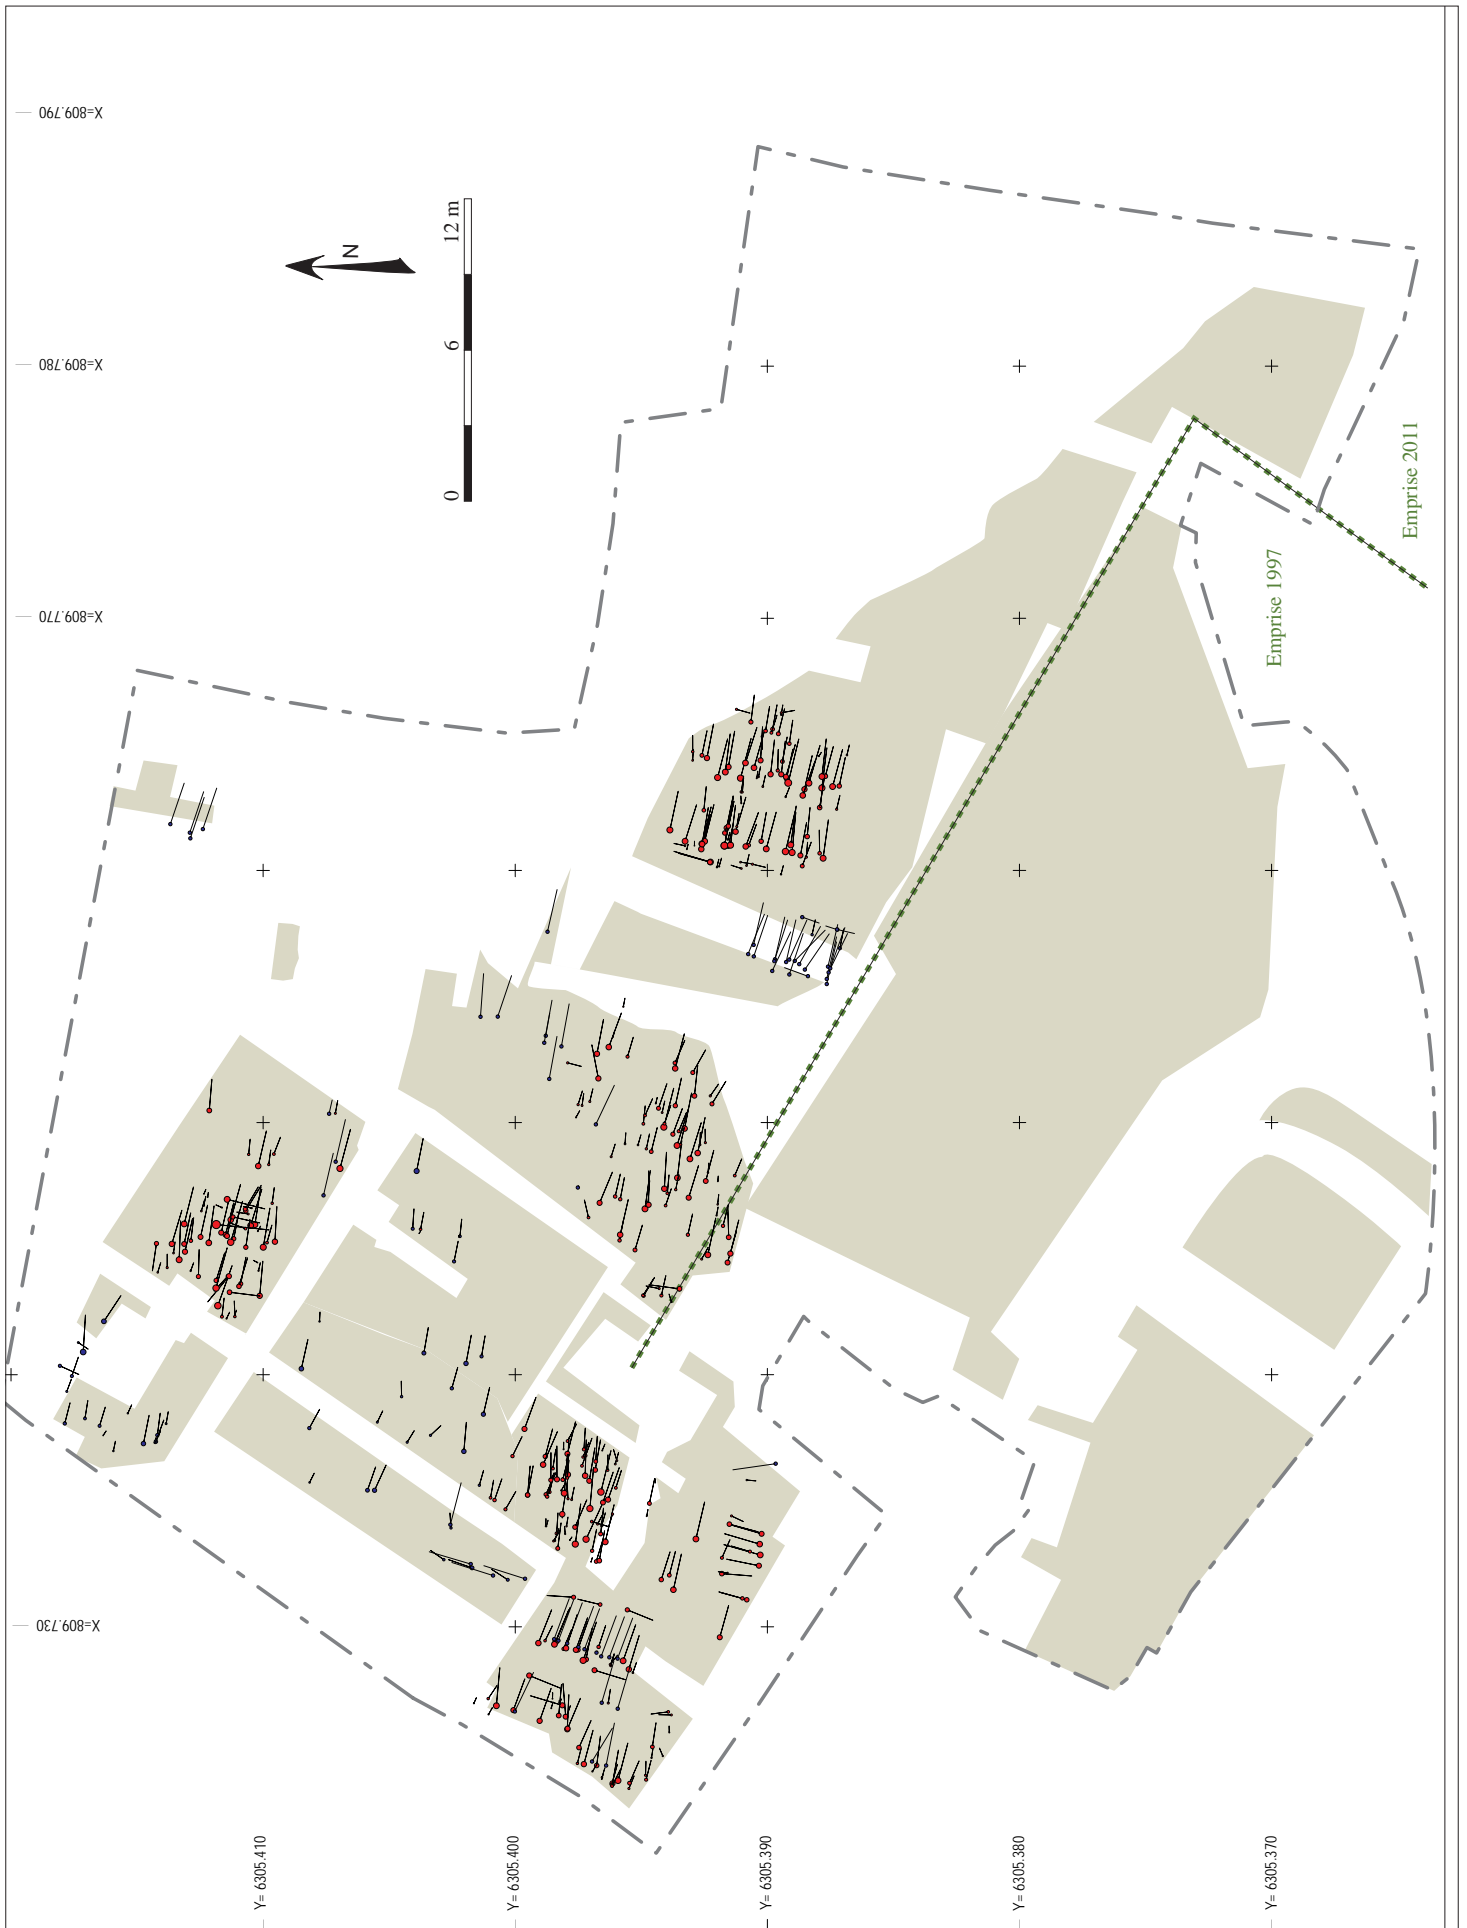 X=809.790
X=809.780
X=809.770
X=809.730
N
0
6
12 m
Emprise 1997
Emprise 2011
Y= 6305.410
Y= 6305.400
Y= 6305.390
Y= 6305.380
Y= 6305.370